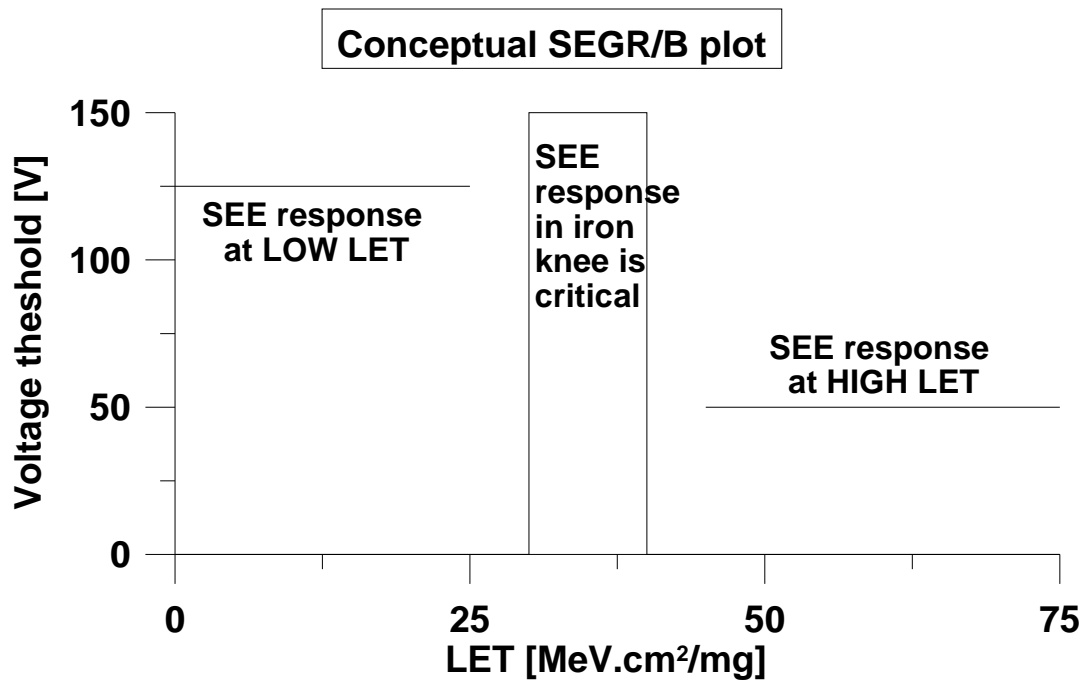 Conceptual SEGR/B plot
Voltage theshold [V]
150
100
50
0
SEE response
at LOW LET
SEE
response
in iron
knee is
critical
SEE response
at HIGH LET
0
25
50
75
LET [MeV.cm²/mg]